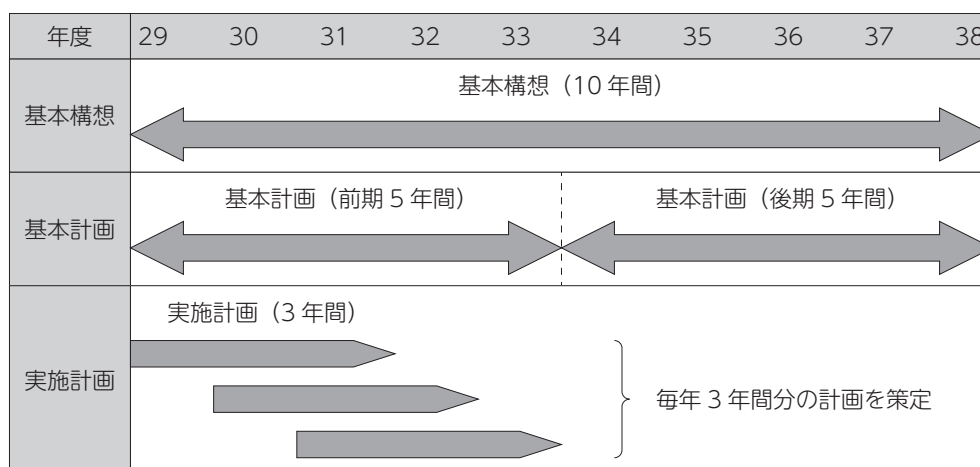 年度 29 30 31 32 33 34 35 36 37 38
基本構想（10年間）
基本構想
基本計画（前期5年間） 基本計画（後期5年間）
基本計画
実施計画（3年間）
実施計画
毎年3年間分の計画を策定